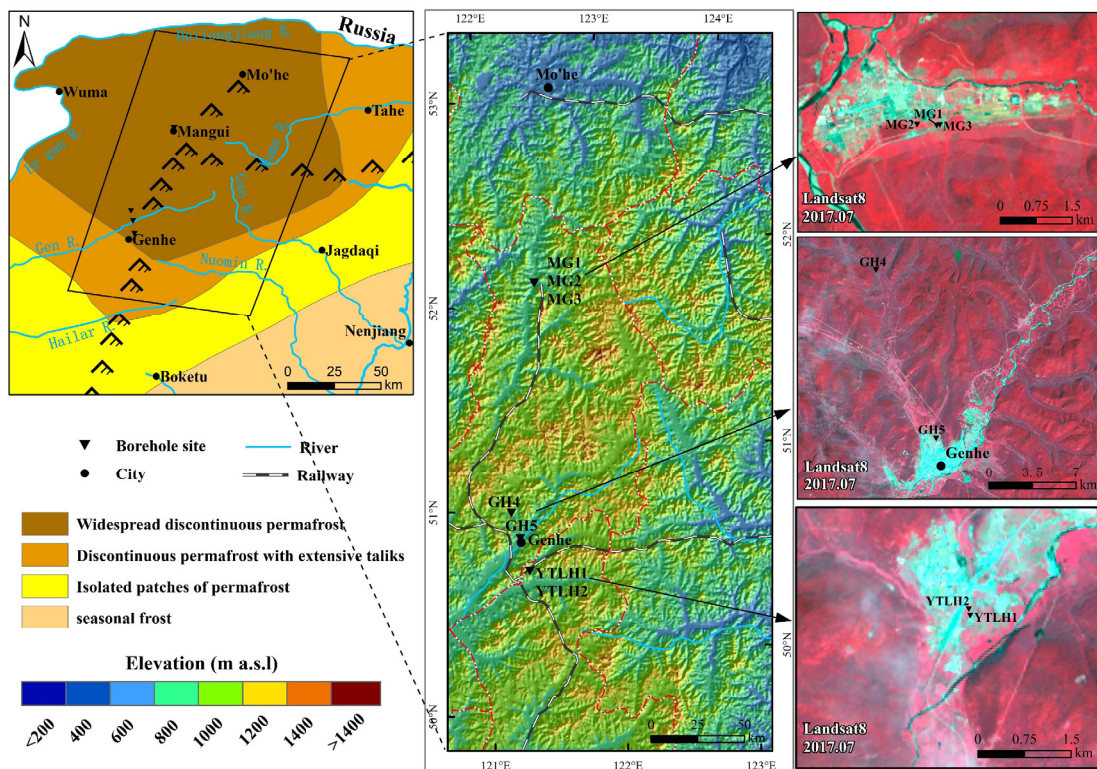 N
Russia
Heilongjiang R.
Mo'he
Wuma
Tahe
Mangui
Huma R.
Er gun R.
Gan R.
Gen R.
Genhe
Jagdaqi
Nuomin R.
Hailar R.
Nenjiang
Boketu
0 25 50
km
Borehole site
River
City
Railway
Widespread discontinuous permafrost
Discontinuous permafrost with extensive taliks
Isolated patches of permafrost
seasonal frost
Elevation (m a.s.l)
<200
400
600
800
1000
1200
1400
>1400
122°E
123°E
124°E
53°N
52°N
52°N
51°N
51°N
50°N
50°N
Mo'he
MG1
MG2
MG3
GH4
GH5
Genhe
YTLH1
YTLH2
0 25 50
km
121°E
122°E
123°E
MG1
MG2
MG3
Landsat8
2017.07
0 0.75 1.5
km
GH4
GH5
Genhe
Landsat8
2017.07
0 3.5 7
km
YTLH2
YTLH1
Landsat8
2017.07
0 0.75 1.5
km